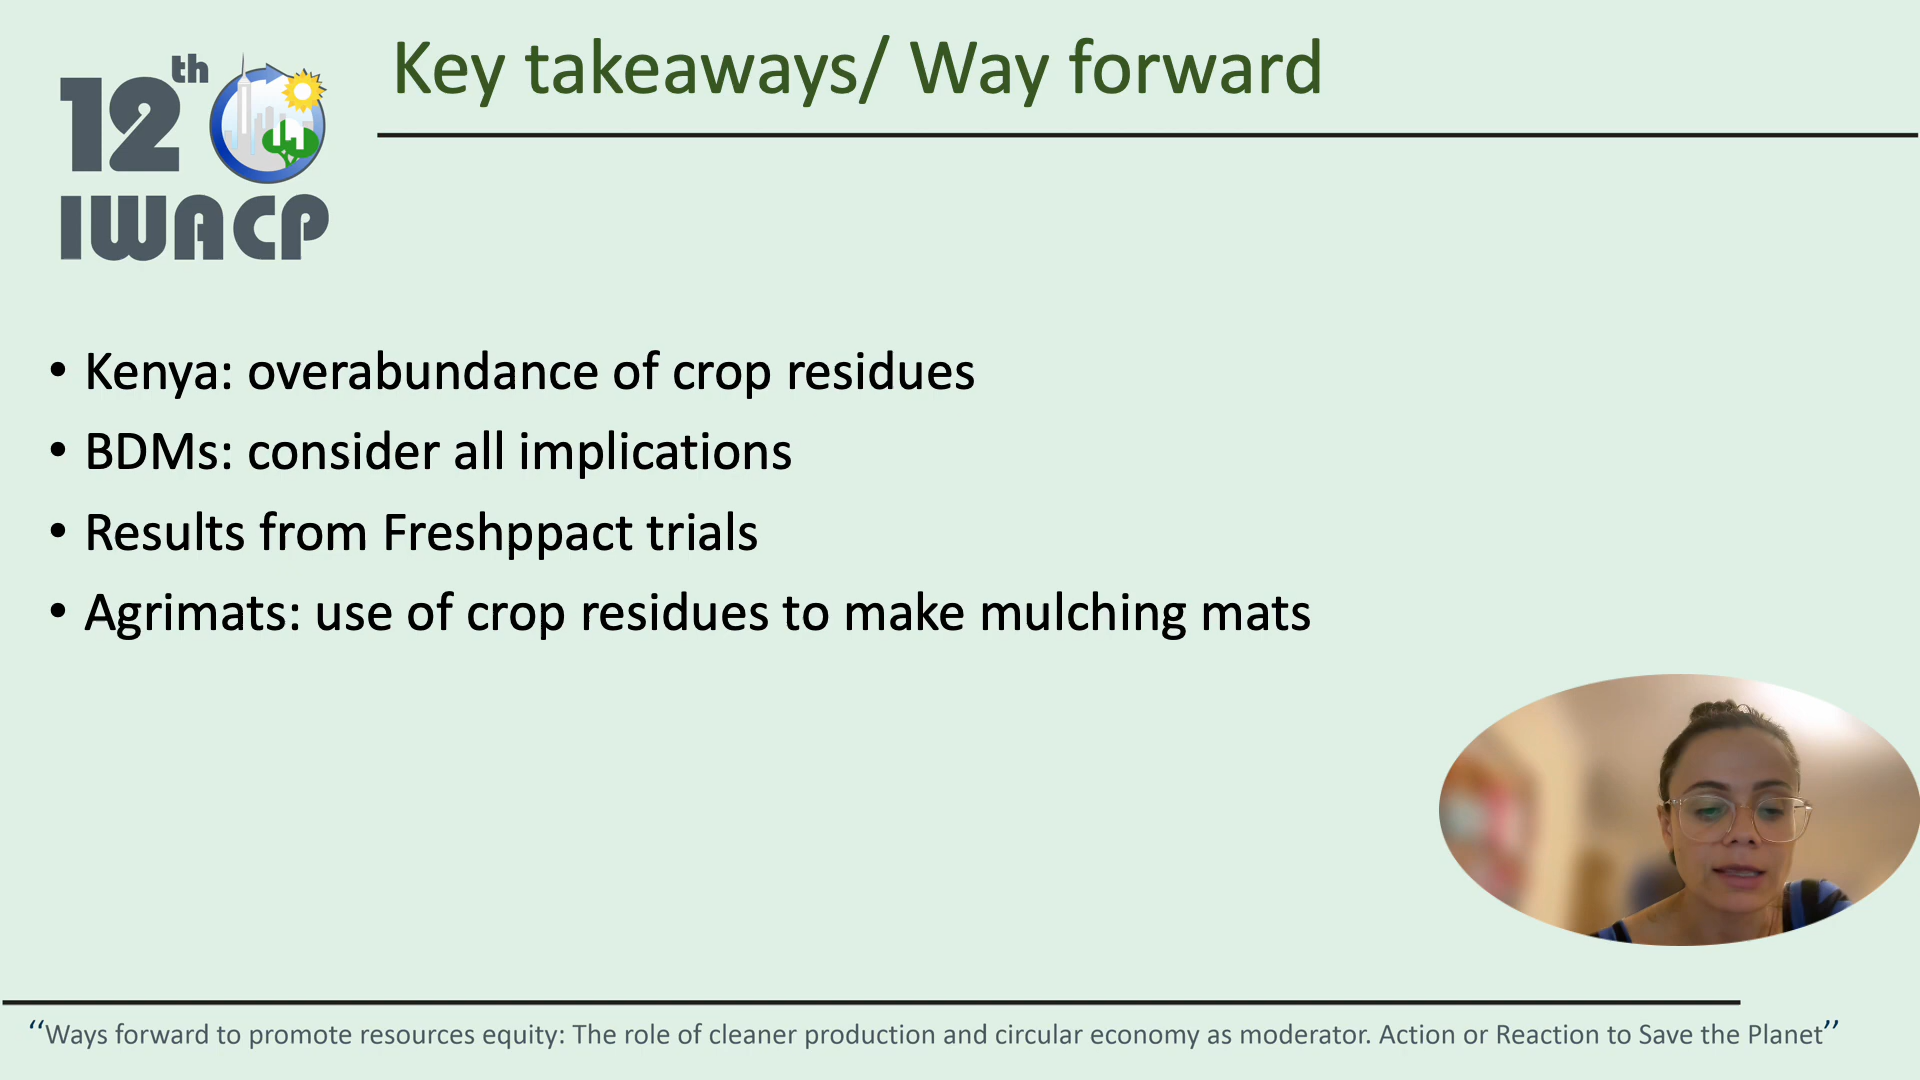 12th
IWACP
Key takeaways/ Way forward
• Kenya: overabundance of crop residues
• BDMs: consider all implications
• Results from Freshppact trials
• Agrimats: use of crop residues to make mulching mats
“Ways forward to promote resources equity: The role of cleaner production and circular economy as moderator. Action or Reaction to Save the Planet”